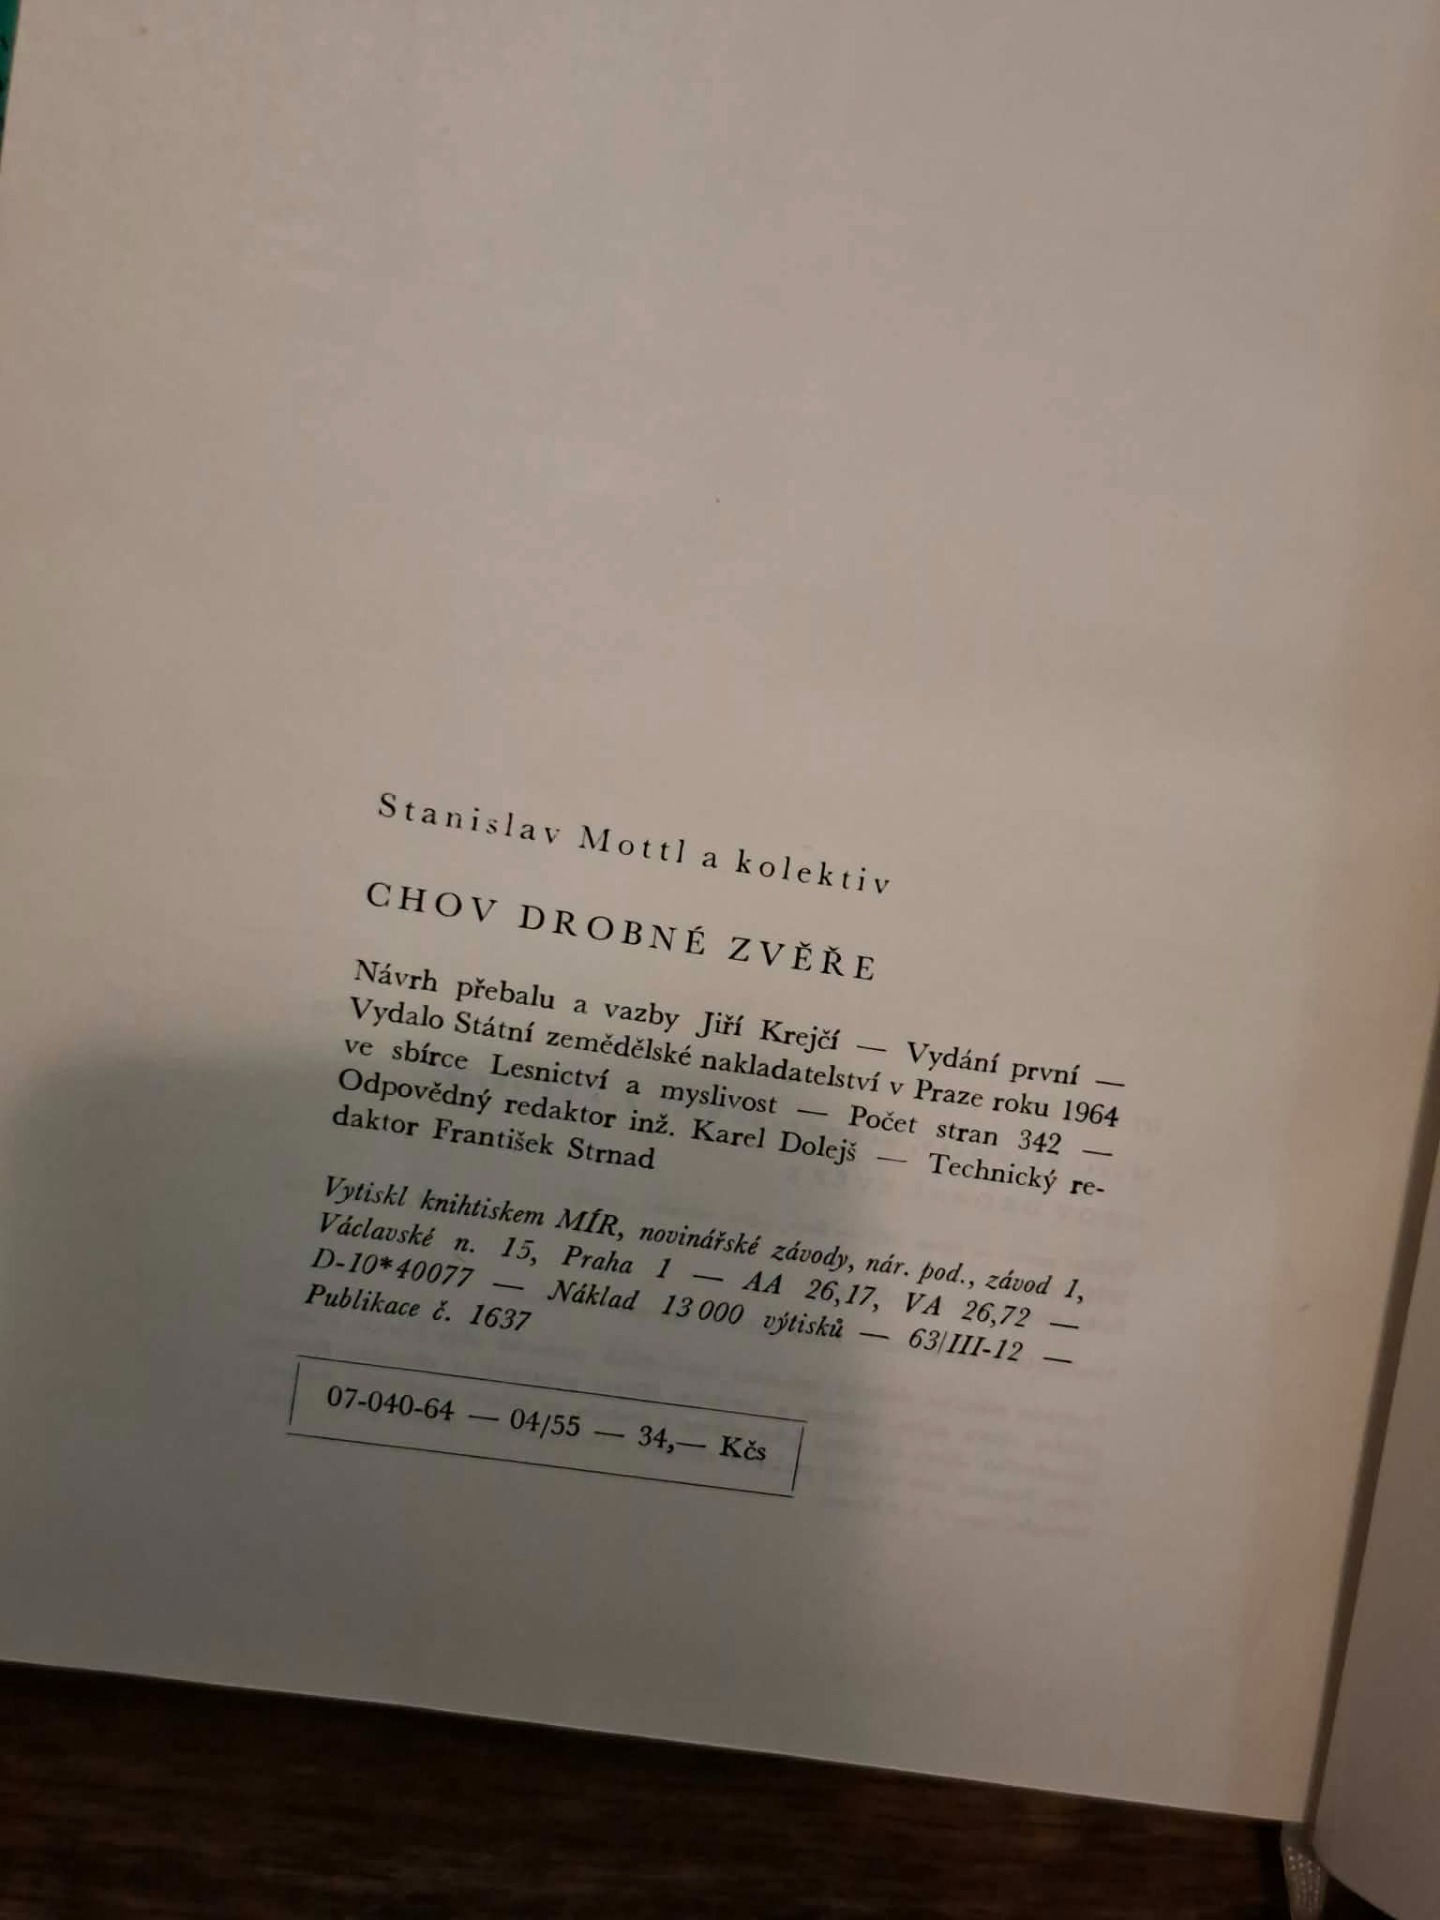 Stanislav Mottl a kolektiv
CHOV DROBNÉ ZVĚŘE
Návrh přebalu a vazby Jiří Krejčí — Vydání první —
Vydalo Státní zemědělské nakladatelství v Praze roku 1964
ve sbírce Lesnictví a myslivost — Počet stran 342 —
Odpovědný redaktor inž. Karel Dolejš — Technický re-
daktor František Strnad
Vytiskl knihtiskem MÍR, novinářské závody, nár. pod., závod 1,
Václavské n. 15, Praha 1 — AA 26,17, VA 26,72 —
D-10*40077 — Náklad 13 000 výtisků — 63/III-12 —
Publikace č. 1637
07-040-64 — 04/55 — 34,— Kčs